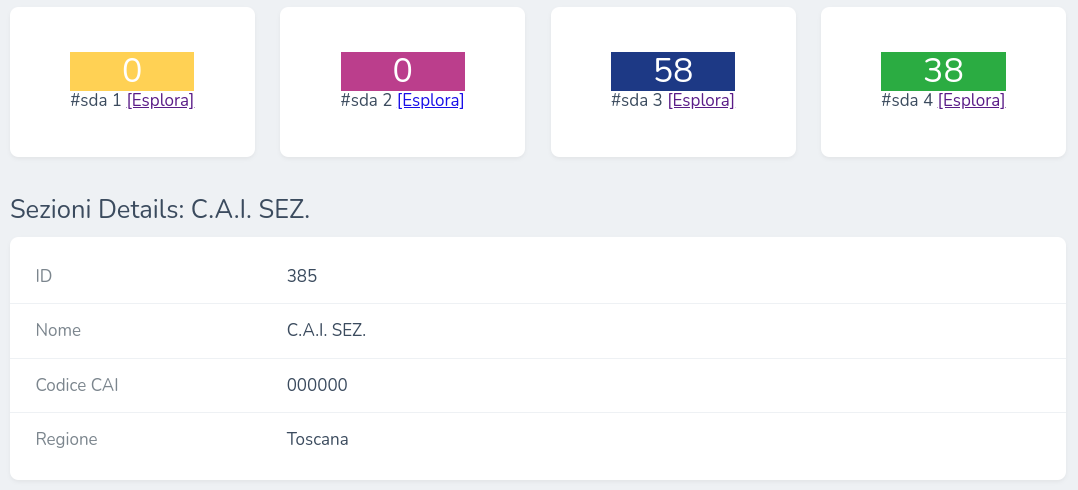 0
#sda 1 [Esplora]
0
#sda 2 [Esplora]
58
#sda 3 [Esplora]
38
#sda 4 [Esplora]
Sezioni Details: C.A.I. SEZ.
ID 385
Nome C.A.I. SEZ.
Codice CAI 000000
Regione Toscana